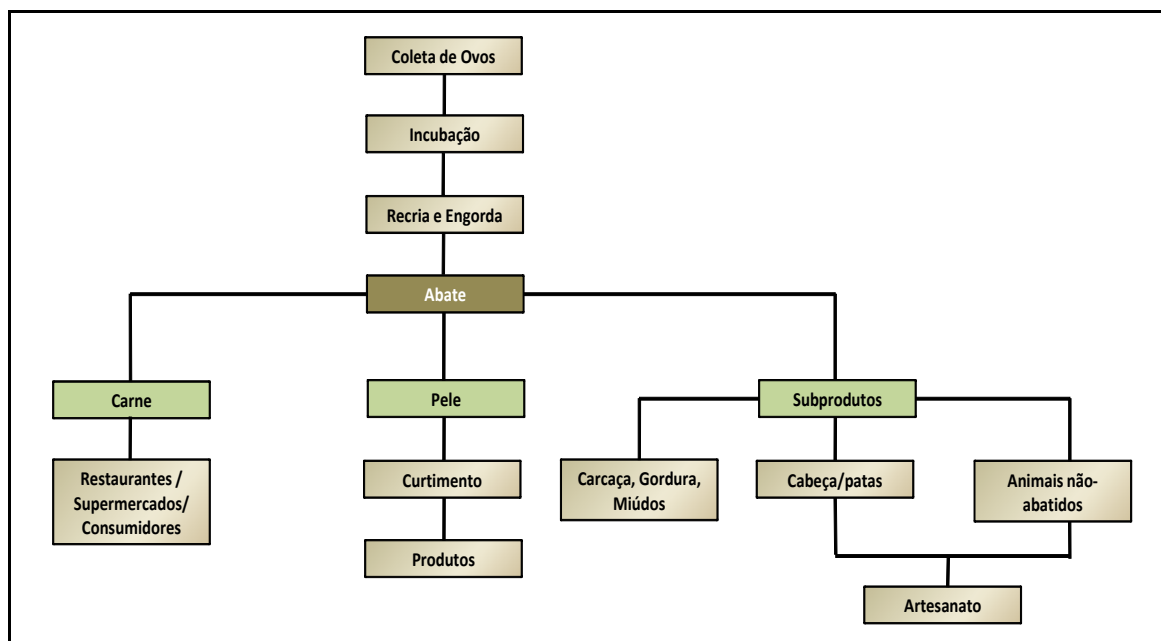 Coleta de Ovos
Incubação
Recria e Engorda
Abate
Carne
Pele
Subprodutos
Restaurantes /
Supermercados/
Consumidores
Curtimento
Carcaça, Gordura,
Miúdos
Cabeça/patas
Animais não-
abatidos
Produtos
Artesanato